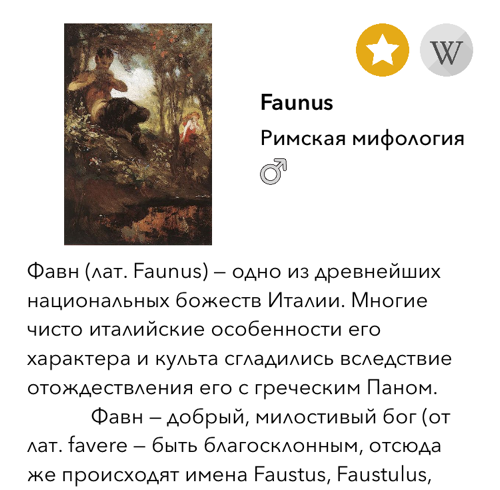 W
Faunus
Римская мифология
♂
Фавн (лат. Faunus) – одно из древнейших
национальных божеств Италии. Многие
чисто италийские особенности его
характера и культа сгладились вследствие
отождествления его с греческим Паном.
Фавн – добрый, милостивый бог (от
лат. favere – быть благосклонным, отсюда
же происходят имена Faustus, Faustulus,